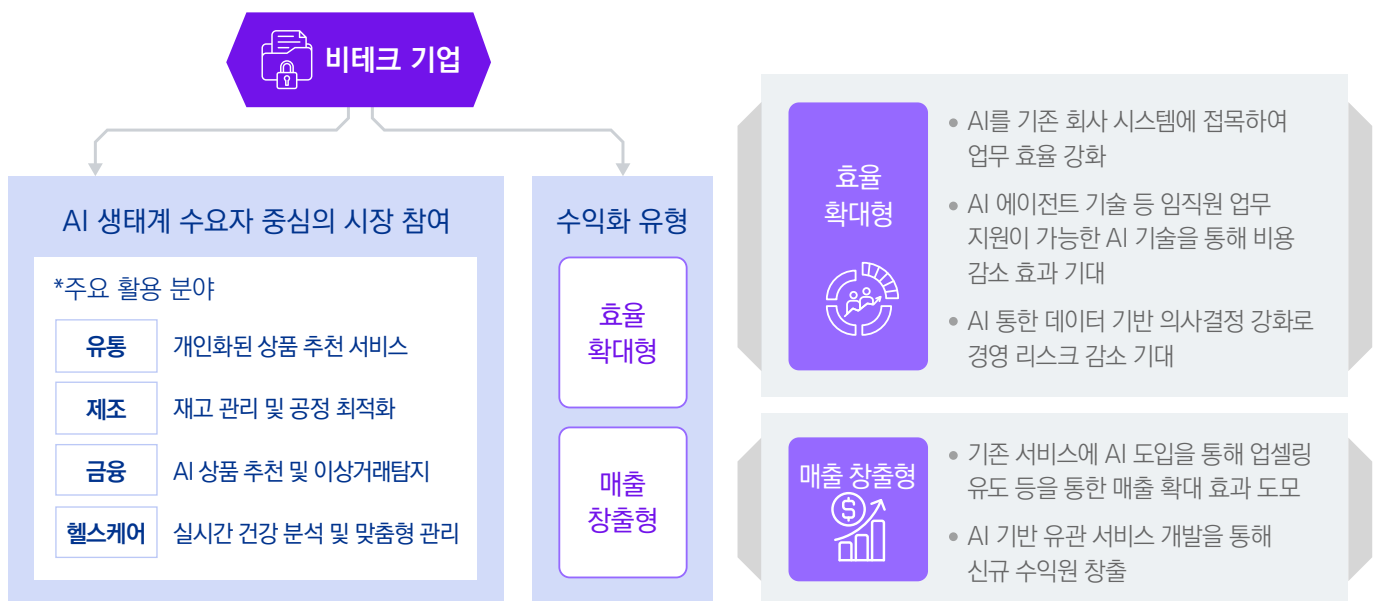 비테크 기업
AI 생태계 수요자 중심의 시장 참여
*주요 활용 분야
유통 개인화된 상품 추천 서비스
제조 재고 관리 및 공정 최적화
금융 AI 상품 추천 및 이상거래탐지
헬스케어 실시간 건강 분석 및 맞춤형 관리
수익화 유형
효율
확대형
매출
창출형
효율
확대형
• AI를 기존 회사 시스템에 접목하여
업무 효율 강화
• AI 에이전트 기술 등 임직원 업무
지원이 가능한 AI 기술을 통해 비용
감소 효과 기대
• AI 통한 데이터 기반 의사결정 강화로
경영 리스크 감소 기대
매출 창출형
$
• 기존 서비스에 AI 도입을 통해 업셀링
유도 등을 통한 매출 확대 효과 도모
• AI 기반 유관 서비스 개발을 통해
신규 수익원 창출